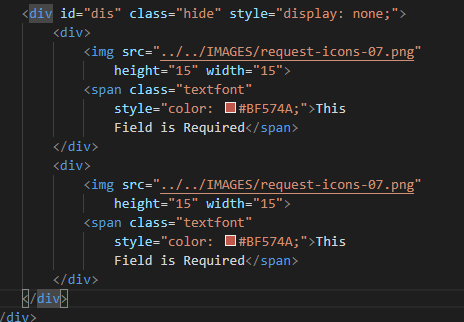 <div id="dis" class="hide" style="display: none;">
<div>
<img src="../../IMAGES/request-icons-07.png"
height="15" width="15">
<span class="textfont"
style="color: #BF574A;">This
Field is Required</span>
</div>
<div>
<img src="../../IMAGES/request-icons-07.png"
height="15" width="15">
<span class="textfont"
style="color: #BF574A;">This
Field is Required</span>
</div>
</div>
/div>